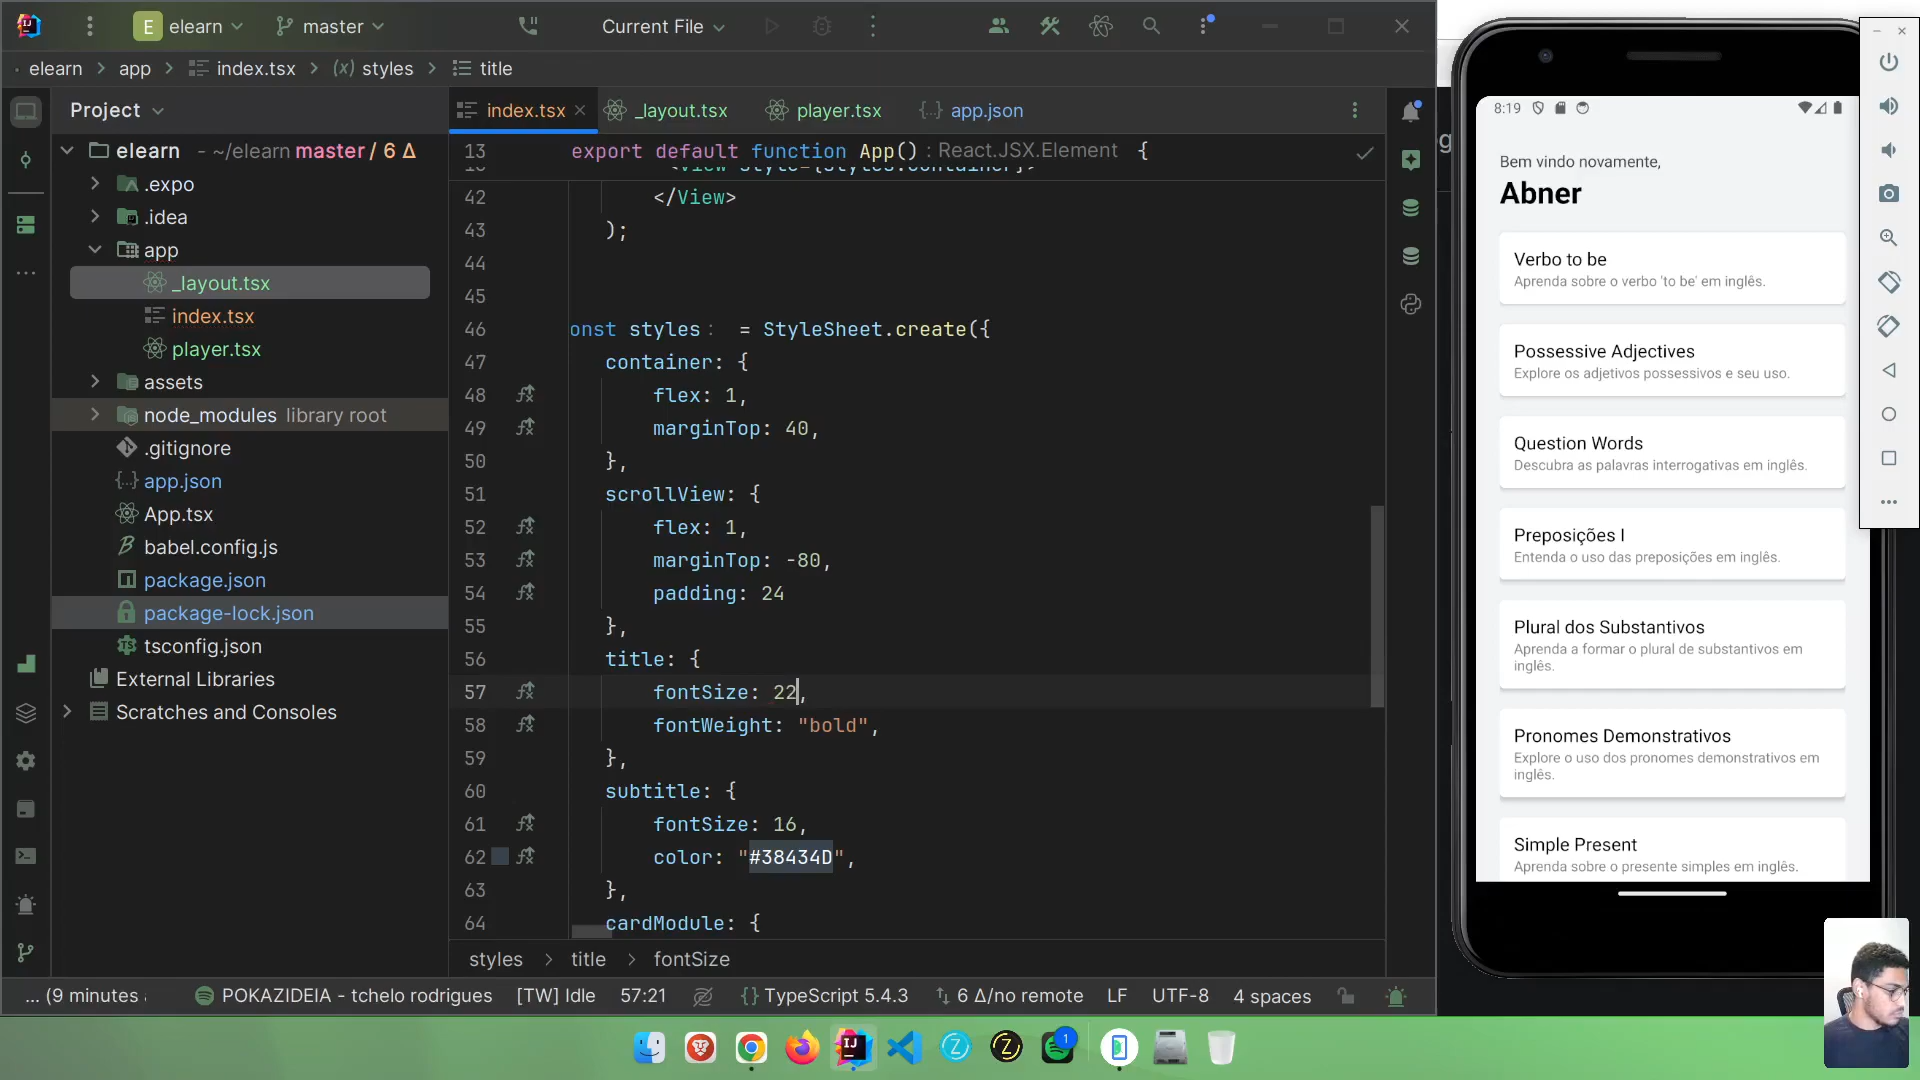 E elearn
master
Current File
elearn > app > index.tsx > (x) styles > title
Project
index.tsx
_layout.tsx
player.tsx
app.json
elearn - ~/elearn master / 6 Δ
.expo
.idea
app
_layout.tsx
index.tsx
player.tsx
assets
node_modules library root
.gitignore
app.json
App.tsx
babel.config.js
package.json
package-lock.json
tsconfig.json
External Libraries
Scratches and Consoles
13 export default function App() : React.JSX.Element {
42 </View>
43 );
44
45
46 onst styles : = StyleSheet.create({
47 container: {
48 flex: 1,
49 marginTop: 40,
50 },
51 scrollView: {
52 flex: 1,
53 marginTop: -80,
54 padding: 24
55 },
56 title: {
57 fontSize: 22,
58 fontWeight: "bold",
59 },
60 subtitle: {
61 fontSize: 16,
62 color: "#38434D",
63 },
64 cardModule: {
styles > title > fontSize
... (9 minutes
POKAZIDEIA - tchelo rodrigues
[TW] Idle
57:21
TypeScript 5.4.3
6 Δ/no remote
LF
UTF-8
4 spaces
8:19
Bem vindo novamente,
Abner
Verbo to be
Aprenda sobre o verbo 'to be' em inglês.
Possessive Adjectives
Explore os adjetivos possessivos e seu uso.
Question Words
Descubra as palavras interrogativas em inglês.
Preposições I
Entenda o uso das preposições em inglês.
Plural dos Substantivos
Aprenda a formar o plural de substantivos em
inglês.
Pronomes Demonstrativos
Explore o uso dos pronomes demonstrativos em
inglês.
Simple Present
Aprenda sobre o presente simples em inglês.
1